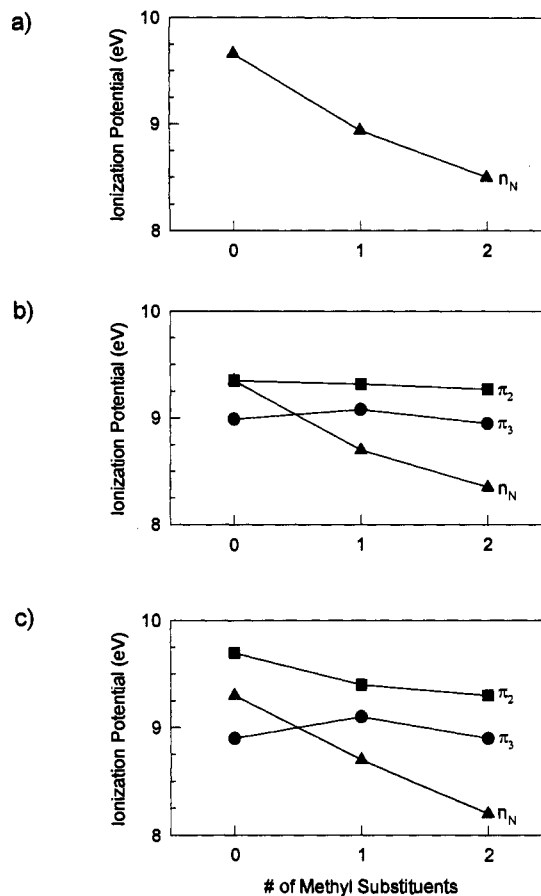 a)
Ionization Potential (eV)
10
9
8
0
1
2
n_N
b)
Ionization Potential (eV)
10
9
8
0
1
2
π_2
π_3
n_N
c)
Ionization Potential (eV)
10
9
8
0
1
2
π_2
π_3
n_N
# of Methyl Substituents